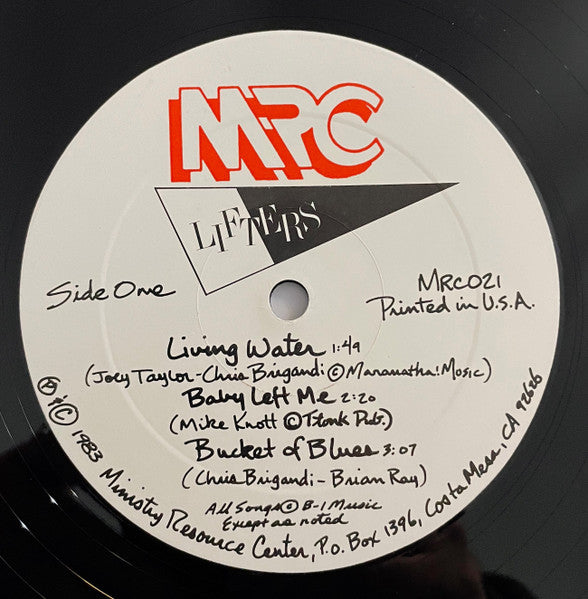 MRC
LIFTERS
Side One
MRC021
Printed in U.S.A.
Living Water 1:49
(Joey Taylor-Chris Brigandi © Maranatha! Mosic)
Baby Left Me 2:20
(Mike Knott © Tstonk Pub.)
Bucket of Blues 3:07
(Chris Brigandi - Brian Ray)
All Songs © B-1 Music
Except as noted
℗ & © 1983 Ministry Resource Center, P.O. Box 1396, Costa Mesa, CA 92626